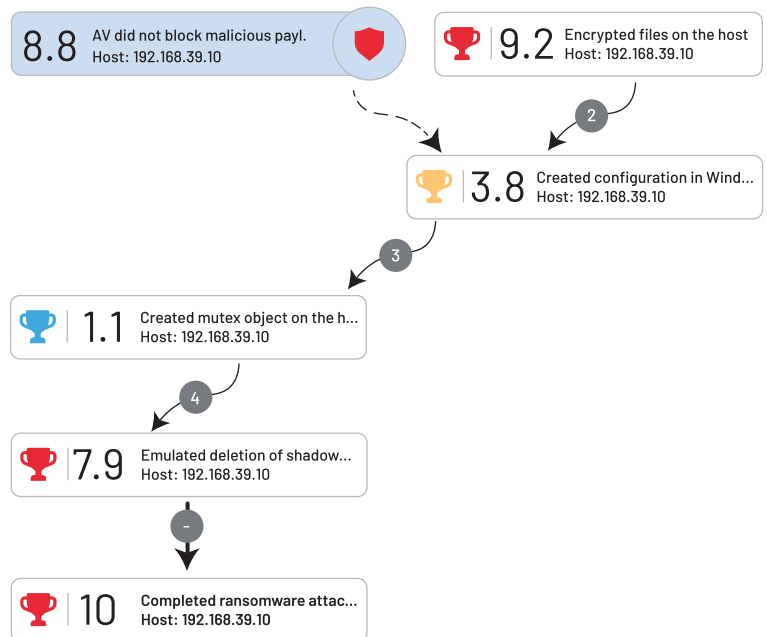 8.8
AV did not block malicious payl.
Host: 192.168.39.10
9.2
Encrypted files on the host
Host: 192.168.39.10
2
3.8
Created configuration in Wind...
Host: 192.168.39.10
3
1.1
Created mutex object on the h...
Host: 192.168.39.10
4
7.9
Emulated deletion of shadow...
Host: 192.168.39.10
-
10
Completed ransomware attac...
Host: 192.168.39.10